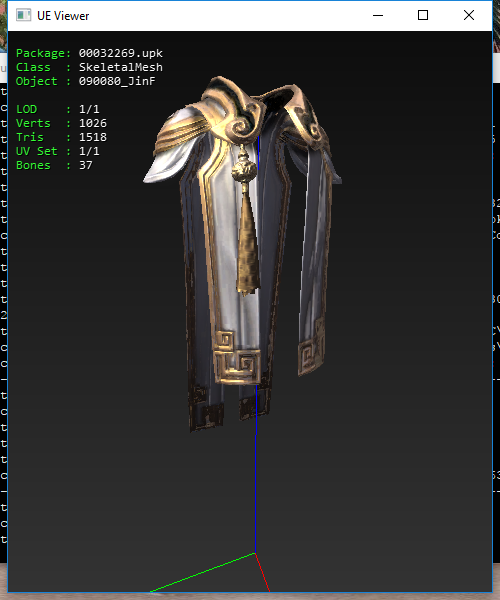 UE Viewer
Package: 00032269.upk
Class : SkeletalMesh
Object : 090080_JinF
LOD : 1/1
Verts : 1026
Tris : 1518
UV Set : 1/1
Bones : 37